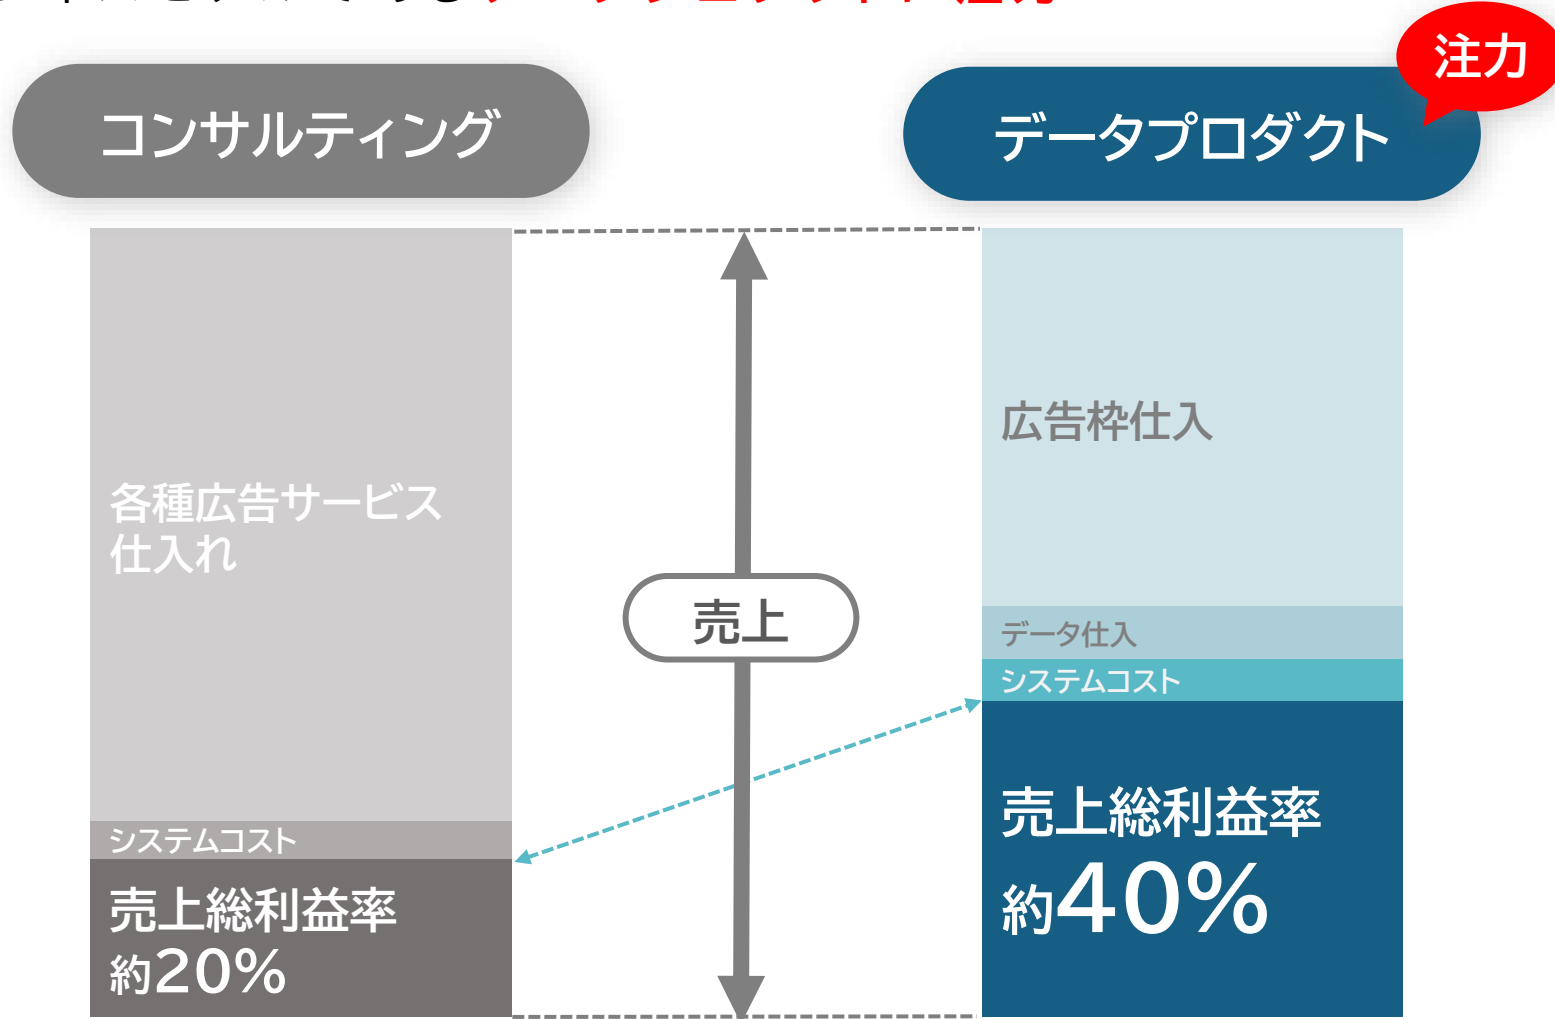 注力
コンサルティング
データプロダクト
各種広告サービス
仕入れ
システムコスト
売上総利益率
約20%
売上
広告枠仕入
データ仕入
システムコスト
売上総利益率
約40%